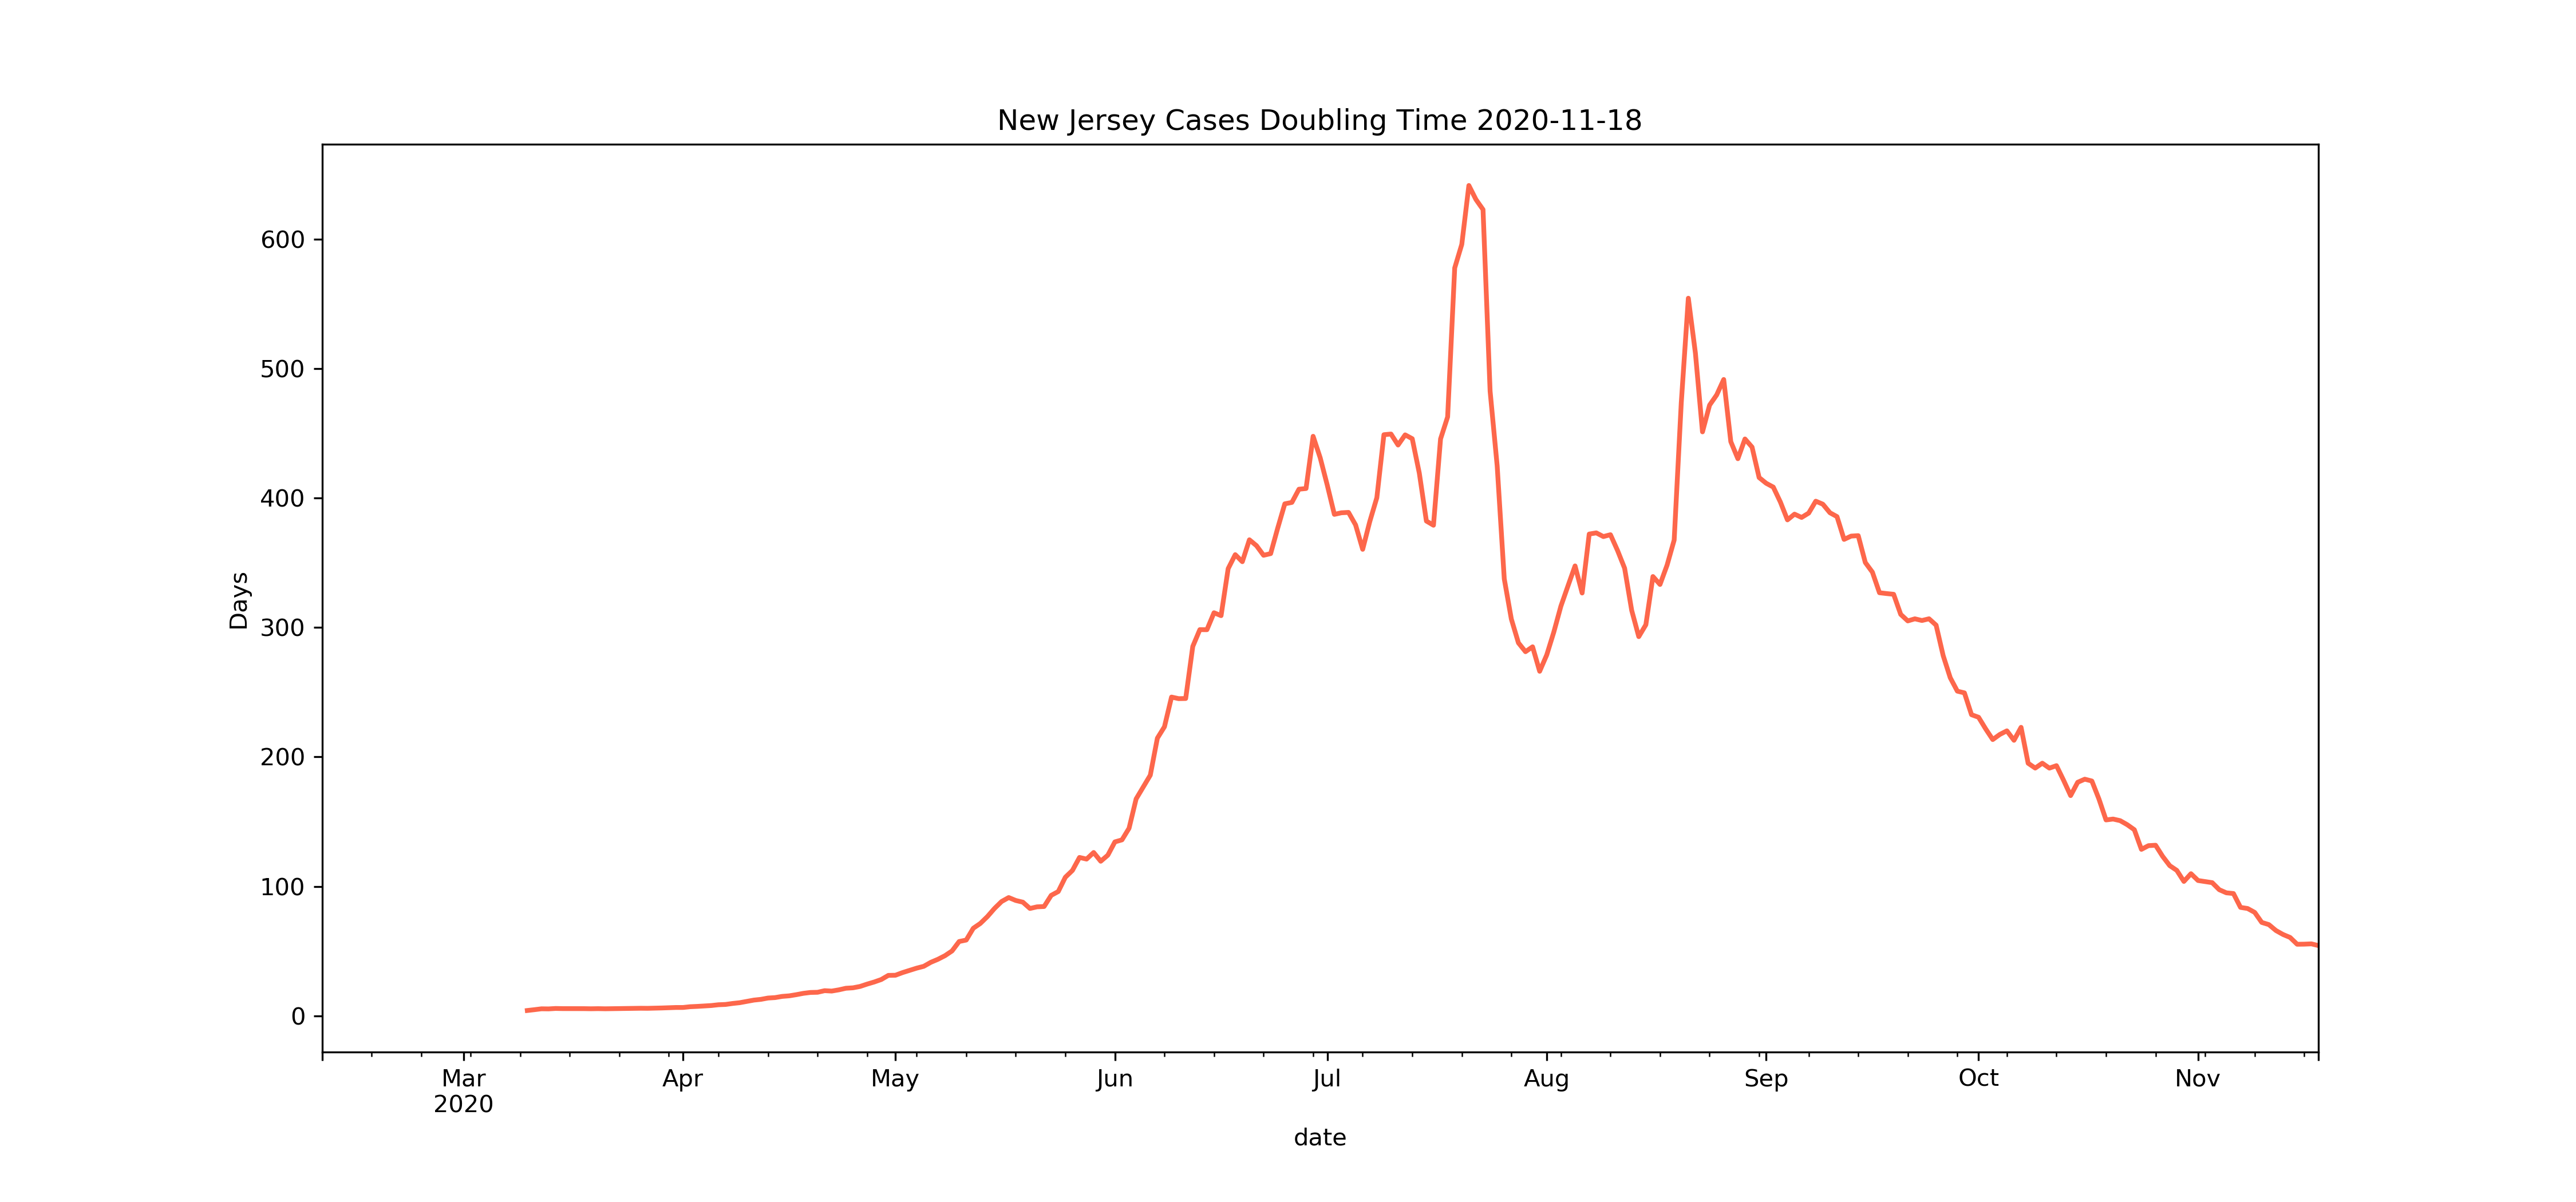 New Jersey Cases Doubling Time 2020-11-18
600
500
400
300
200
100
0
Days
Mar Apr May Jun Jul Aug Sep Oct Nov
2020
date